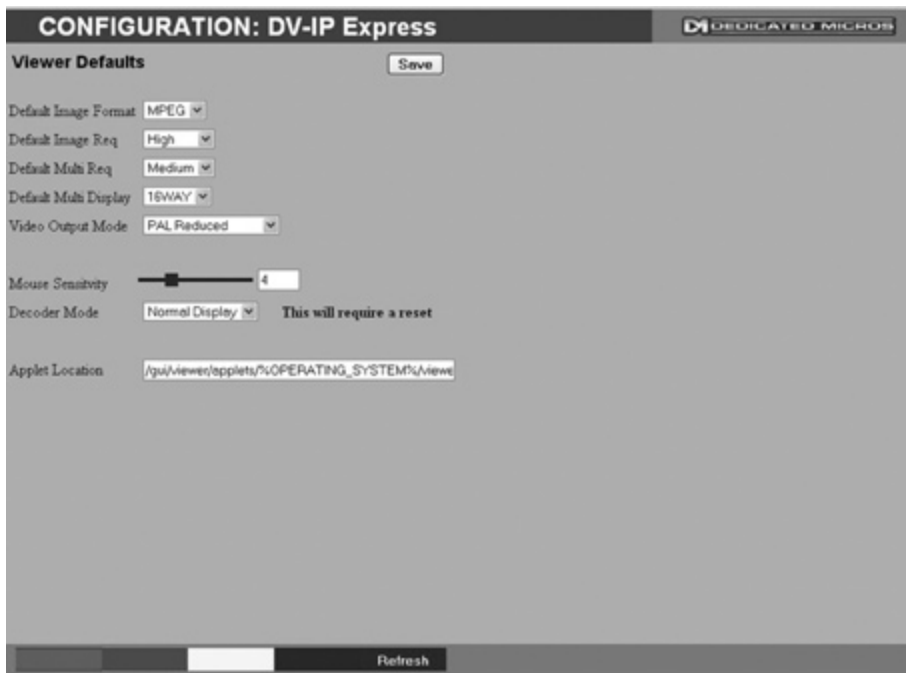 CONFIGURATION: DV-IP Express
DEDICATED MICROS
Viewer Defaults
Save
Default Image Format MPEG
Default Image Req High
Default Multi Req Medium
Default Multi Display 16WAY
Video Output Mode PAL Reduced
Mouse Sensitvity 4
Decoder Mode Normal Display This will require a reset
Applet Location /gui/viewer/applets/%OPERATING_SYSTEM%/viewe
Refresh